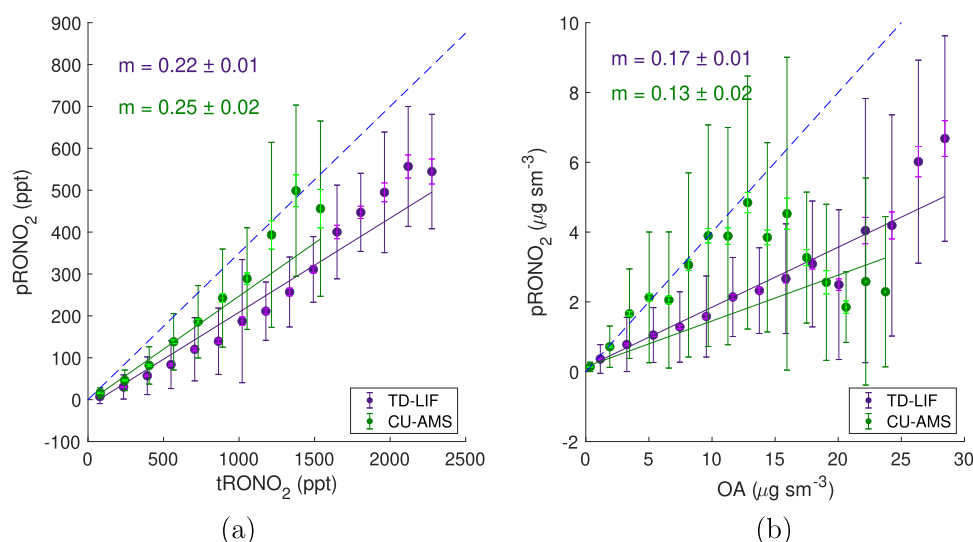 900
800
700
600
500
400
300
200
100
0
-100
0 500 1000 1500 2000 2500
pRONO₂ (ppt)
tRONO₂ (ppt)
m = 0.22 ± 0.01
m = 0.25 ± 0.02
TD-LIF
CU-AMS
(a)
10
8
6
4
2
0
-2
0 5 10 15 20 25 30
pRONO₂ (μg sm⁻³)
OA (μg sm⁻³)
m = 0.17 ± 0.01
m = 0.13 ± 0.02
TD-LIF
CU-AMS
(b)